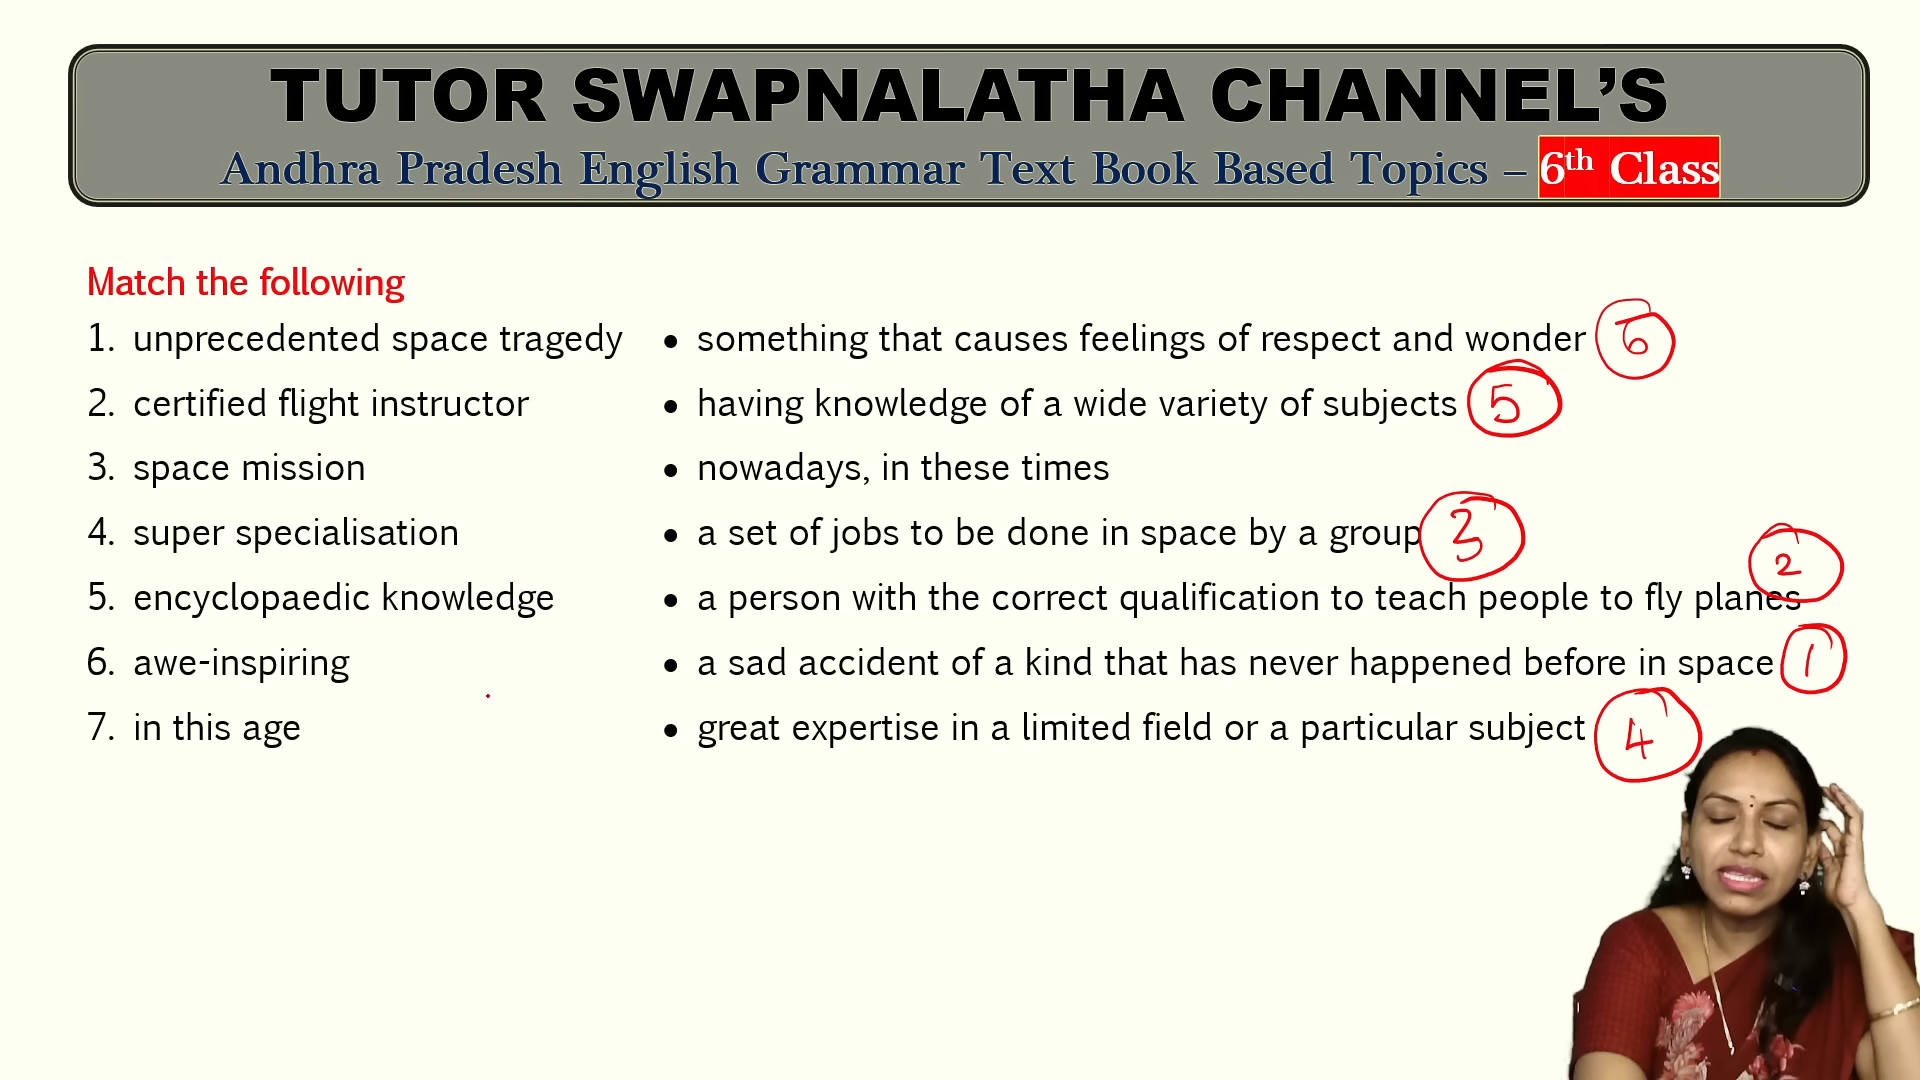 TUTOR SWAPNALATHA CHANNEL’S
Andhra Pradesh English Grammar Text Book Based Topics – 6th Class
Match the following
1. unprecedented space tragedy • something that causes feelings of respect and wonder 6
2. certified flight instructor • having knowledge of a wide variety of subjects 5
3. space mission • nowadays, in these times
4. super specialisation • a set of jobs to be done in space by a group 3
5. encyclopaedic knowledge • a person with the correct qualification to teach people to fly planes 2
6. awe-inspiring • a sad accident of a kind that has never happened before in space 1
7. in this age • great expertise in a limited field or a particular subject 4